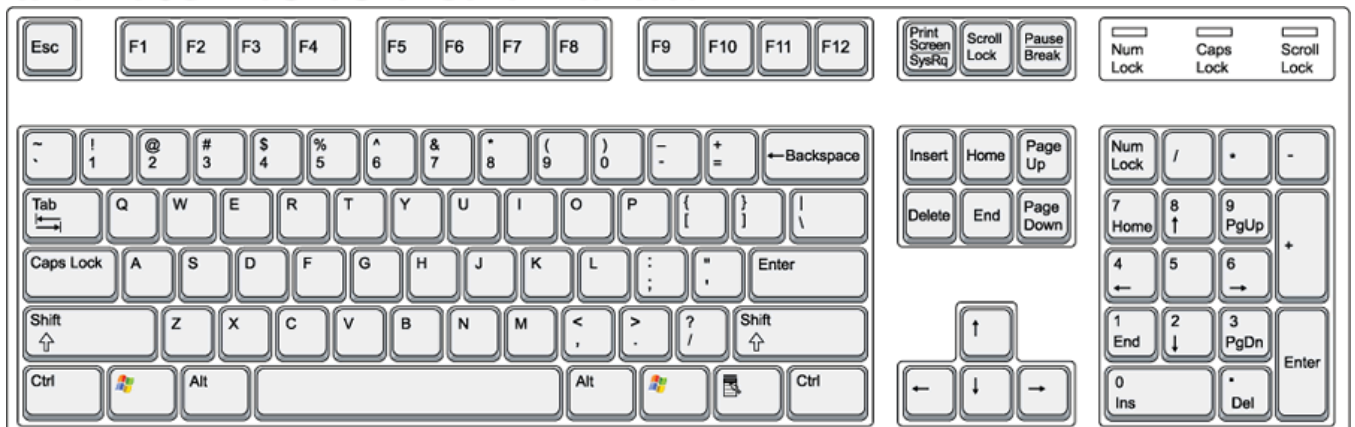 Esc F1 F2 F3 F4 F5 F6 F7 F8 F9 F10 F11 F12 Print Screen SysRq Scroll Lock Pause Break Num Lock Caps Lock Scroll Lock
~ ` ! 1 @ 2 # 3 $ 4 % 5 ^ 6 & 7 * 8 ( 9 ) 0 – - + = ←Backspace Insert Home Page Up Num Lock / * -
Tab Q W E R T Y U I O P { [ } ] | \ Delete End Page Down 7 Home 8 ↑ 9 PgUp +
Caps Lock A S D F G H J K L : ; " ' Enter 4 ← 5 6 →
Shift Z X C V B N M < , > . ? / Shift ↑ 1 End 2 ↓ 3 PgDn Enter
Ctrl Alt Alt Ctrl ← ↓ → 0 Ins . Del